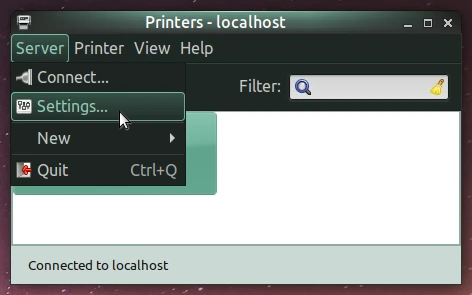 Printers - localhost
Server Printer View Help
Connect...
Filter:
Settings...
New
Quit Ctrl+Q
Connected to localhost